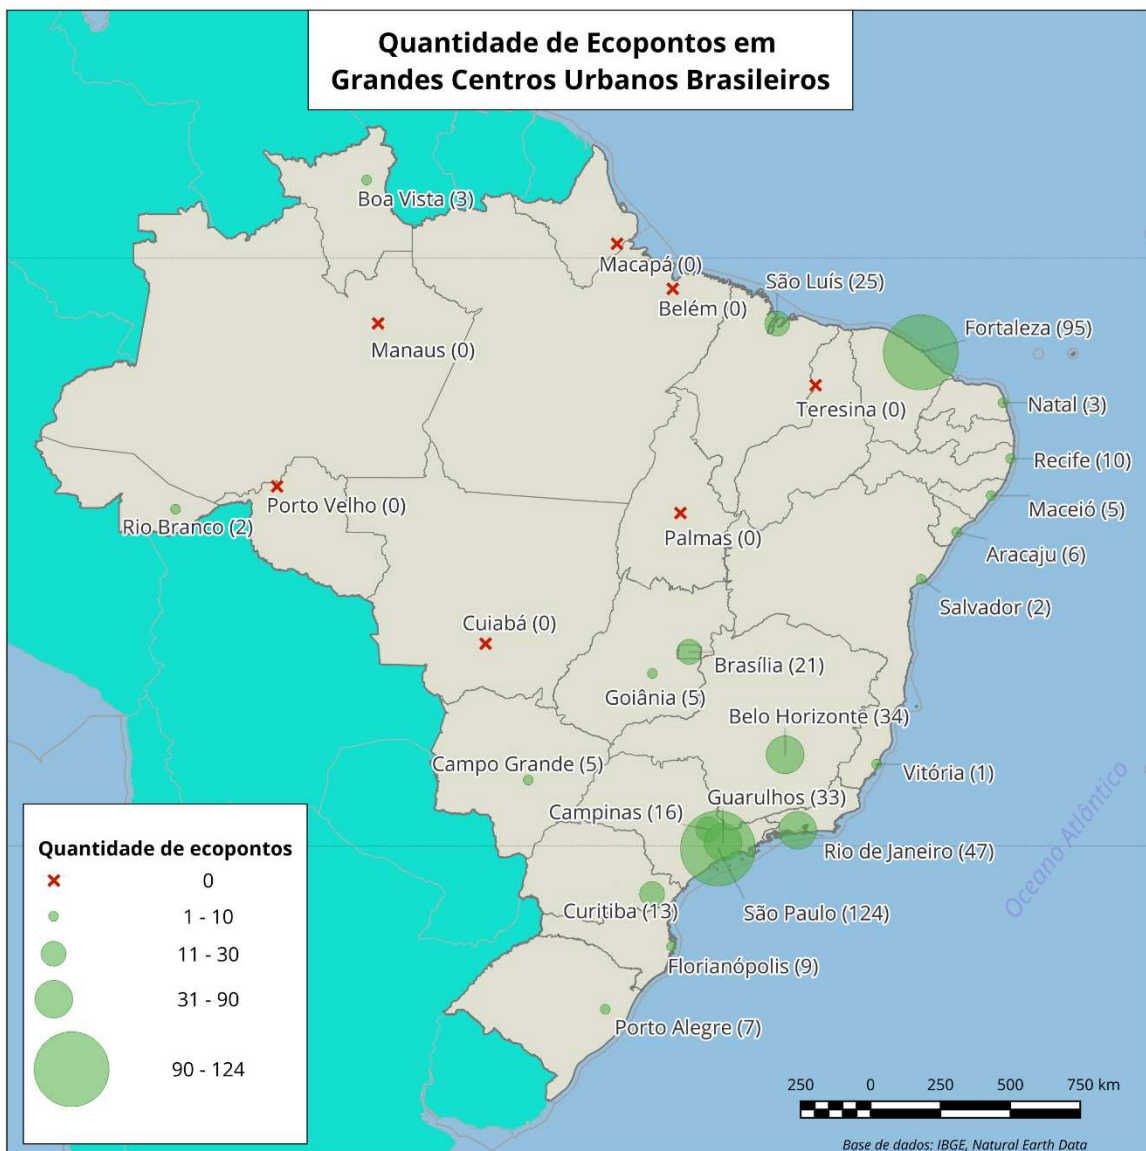 Quantidade de Ecopontos em
Grandes Centros Urbanos Brasileiros
Boa Vista (3)
Macapá (0)
São Luís (25)
Belém (0)
Manaus (0)
Fortaleza (95)
Teresina (0)
Natal (3)
Recife (10)
Porto Velho (0)
Maceió (5)
Rio Branco (2)
Palmas (0)
Aracaju (6)
Salvador (2)
Cuiabá (0)
Brasília (21)
Goiânia (5)
Belo Horizonte (34)
Campo Grande (5)
Vitória (1)
Guarulhos (33)
Campinas (16)
Rio de Janeiro (47)
Oceano Atlântico
Curitiba (13)
São Paulo (124)
Florianópolis (9)
Porto Alegre (7)
Quantidade de ecopontos
0
1 - 10
11 - 30
31 - 90
90 - 124
250 0 250 500 750 km
Base de dados: IBGE, Natural Earth Data